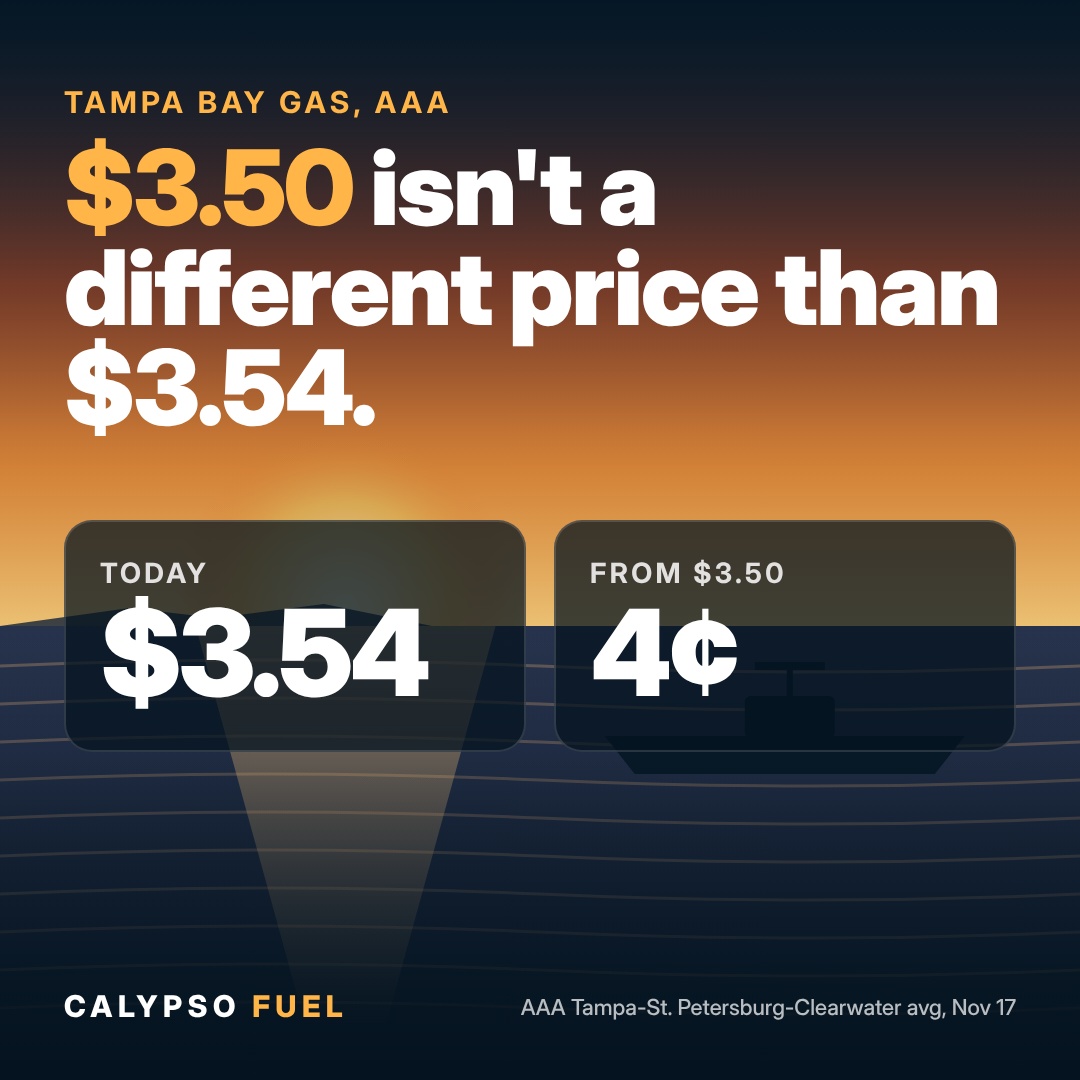 TAMPA BAY GAS, AAA
$3.50 isn't a
different price than
$3.54.
TODAY
$3.54
FROM $3.50
4¢
CALYPSO FUEL
AAA Tampa-St. Petersburg-Clearwater avg, Nov 17